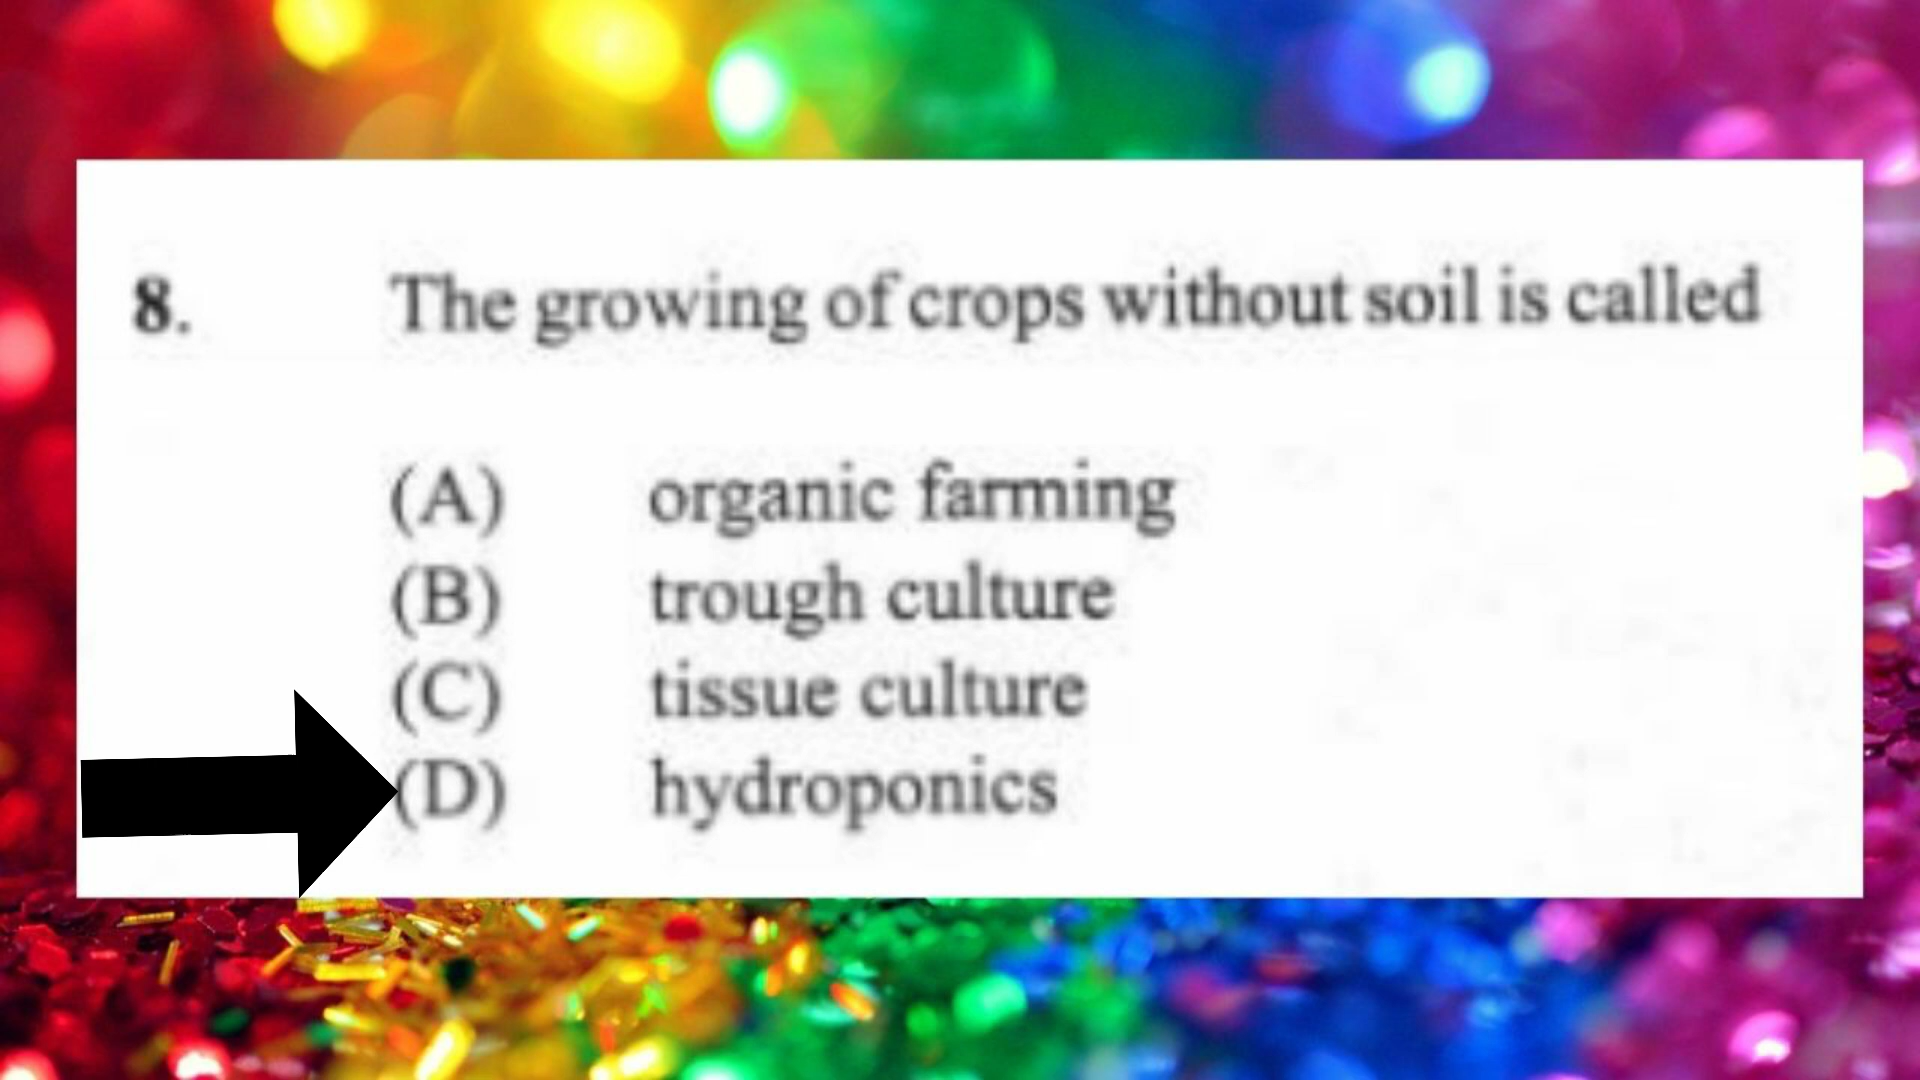 8. The growing of crops without soil is called
(A) organic farming
(B) trough culture
(C) tissue culture
(D) hydroponics